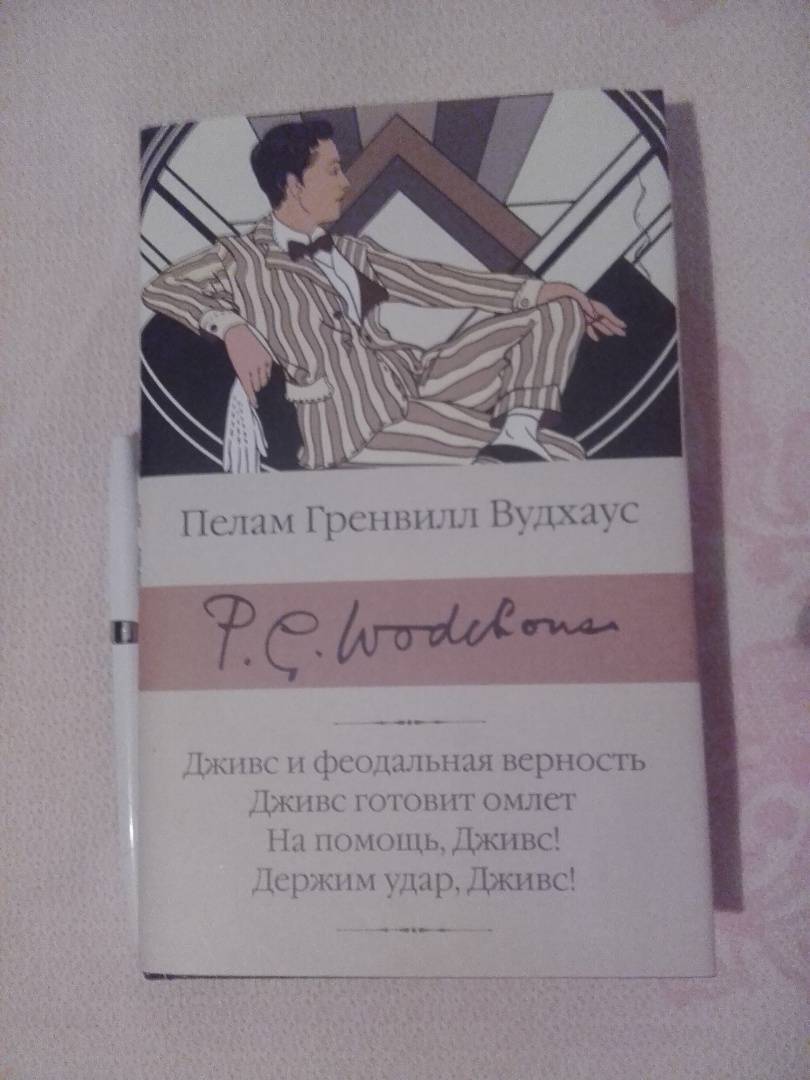 Пелам Гренвилл Вудхаус
P. G. Wodehouse
Дживс и феодальная верность
Дживс готовит омлет
На помощь, Дживс!
Держим удар, Дживс!